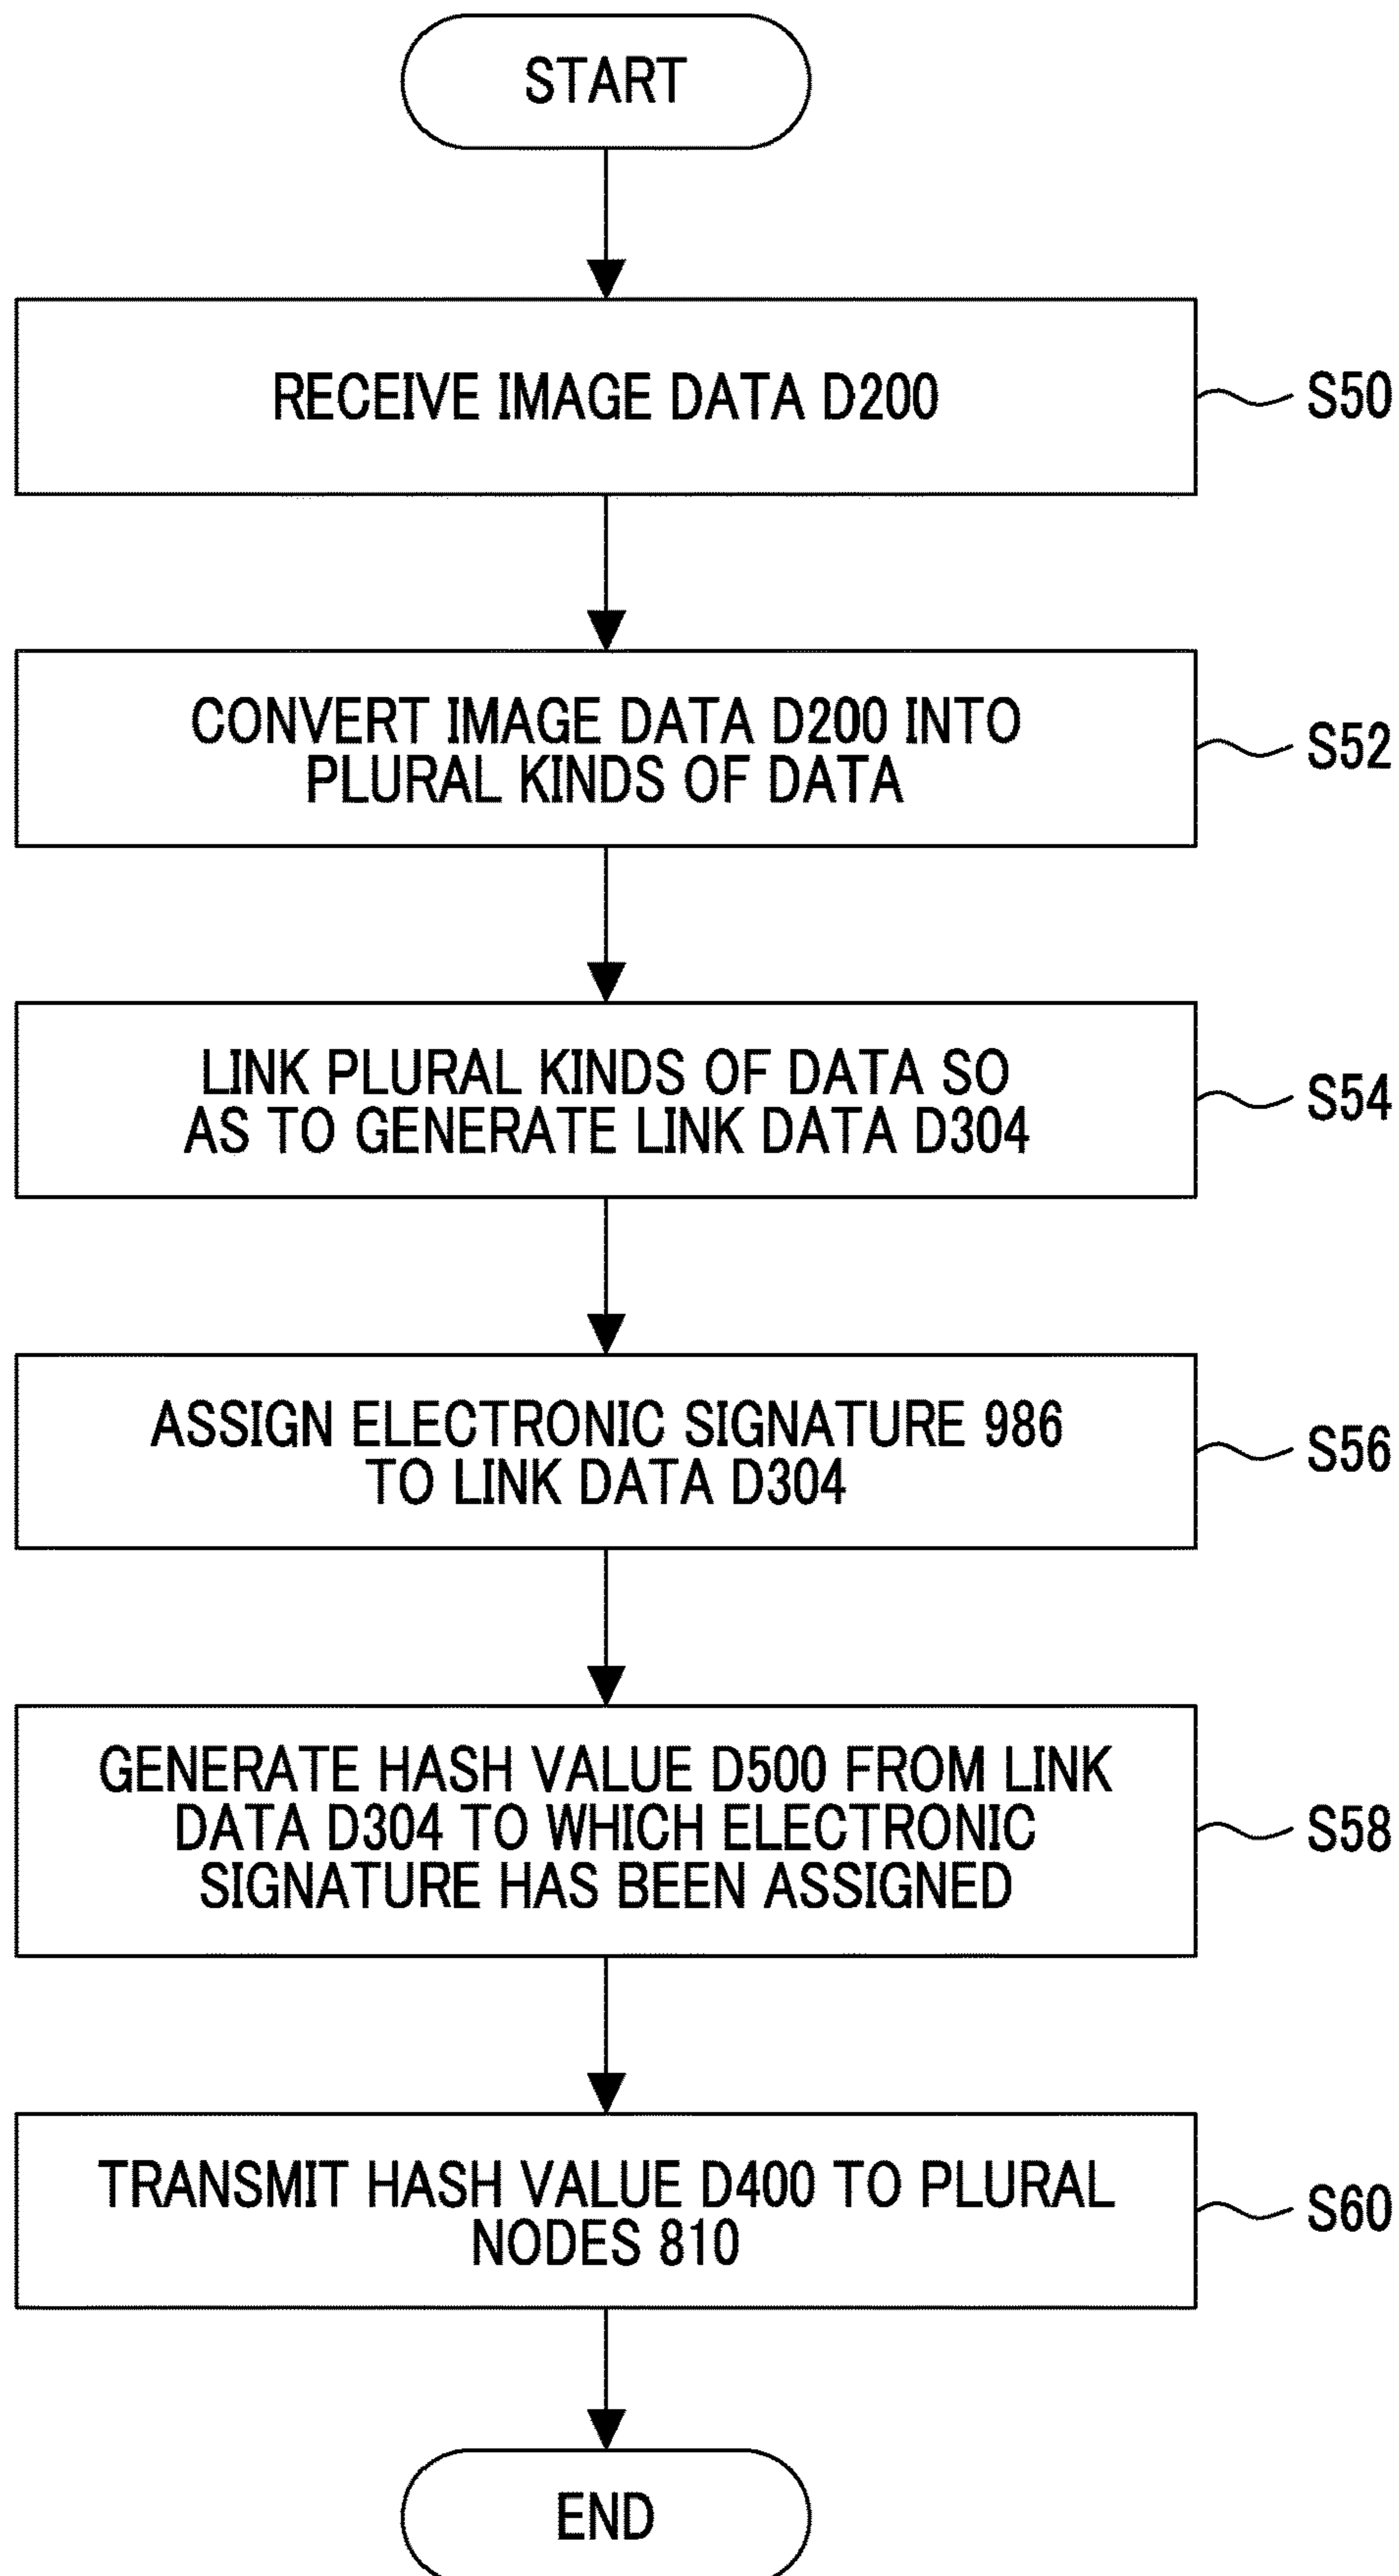 START
RECEIVE IMAGE DATA D200
S50
CONVERT IMAGE DATA D200 INTO
PLURAL KINDS OF DATA
S52
LINK PLURAL KINDS OF DATA SO
AS TO GENERATE LINK DATA D304
S54
ASSIGN ELECTRONIC SIGNATURE 986
TO LINK DATA D304
S56
GENERATE HASH VALUE D500 FROM LINK
DATA D304 TO WHICH ELECTRONIC
SIGNATURE HAS BEEN ASSIGNED
S58
TRANSMIT HASH VALUE D400 TO PLURAL
NODES 810
S60
END